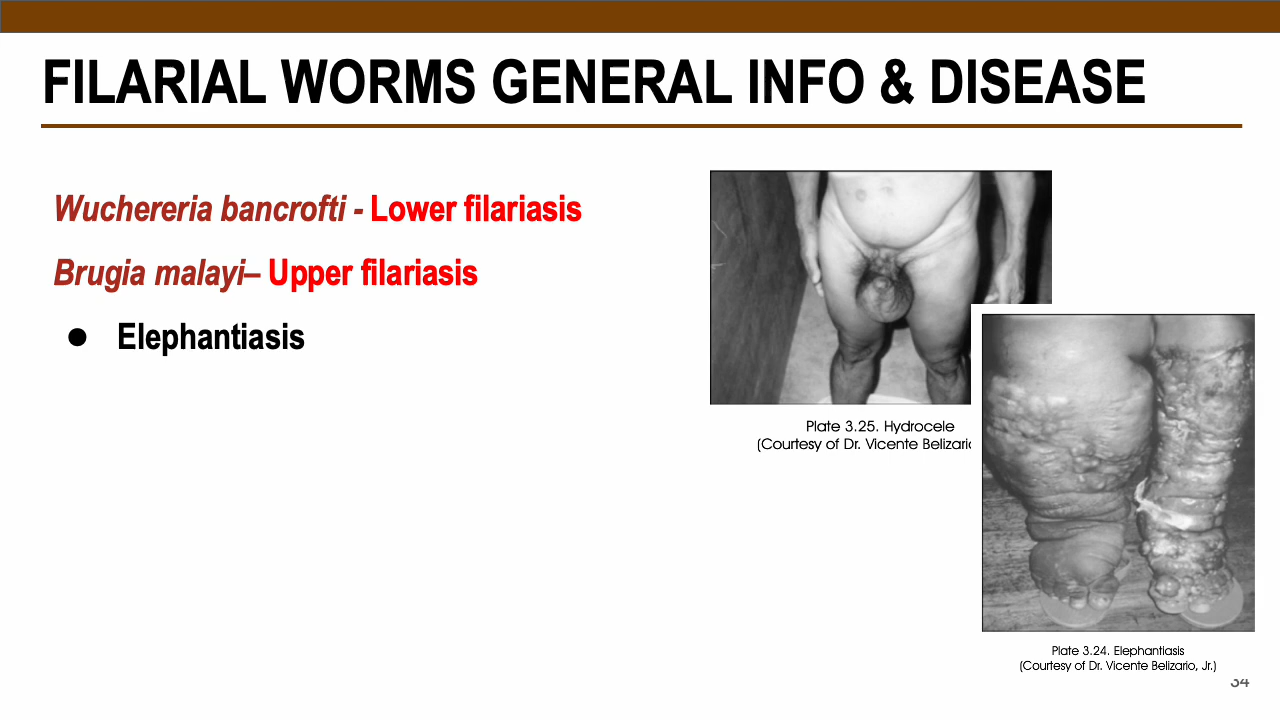 FILARIAL WORMS GENERAL INFO & DISEASE
Wuchereria bancrofti - Lower filariasis
Brugia malayi– Upper filariasis
● Elephantiasis
Plate 3.25. Hydrocele
(Courtesy of Dr. Vicente
Plate 3.24. Elephantiasis
(Courtesy of Dr. Vicente Belizario, Jr.)
34